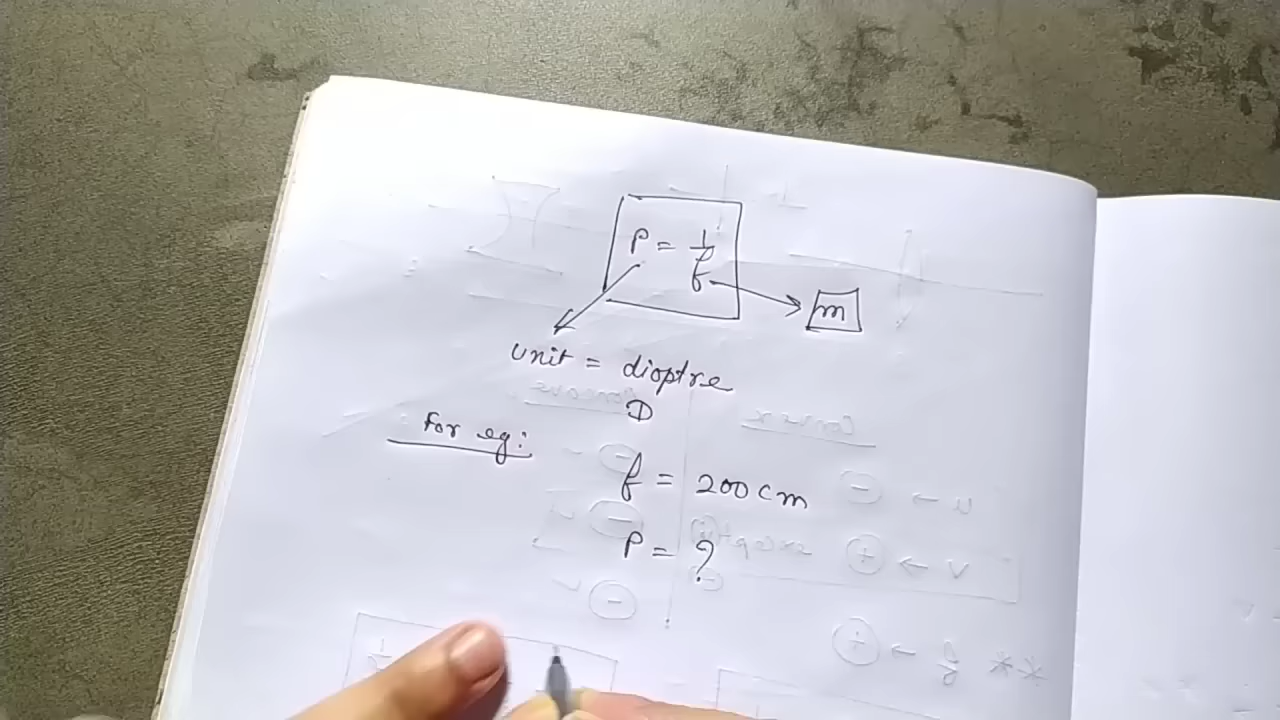 P = 1/f
m
unit = dioptre
D
For eg:
f = 200 cm
P = ?